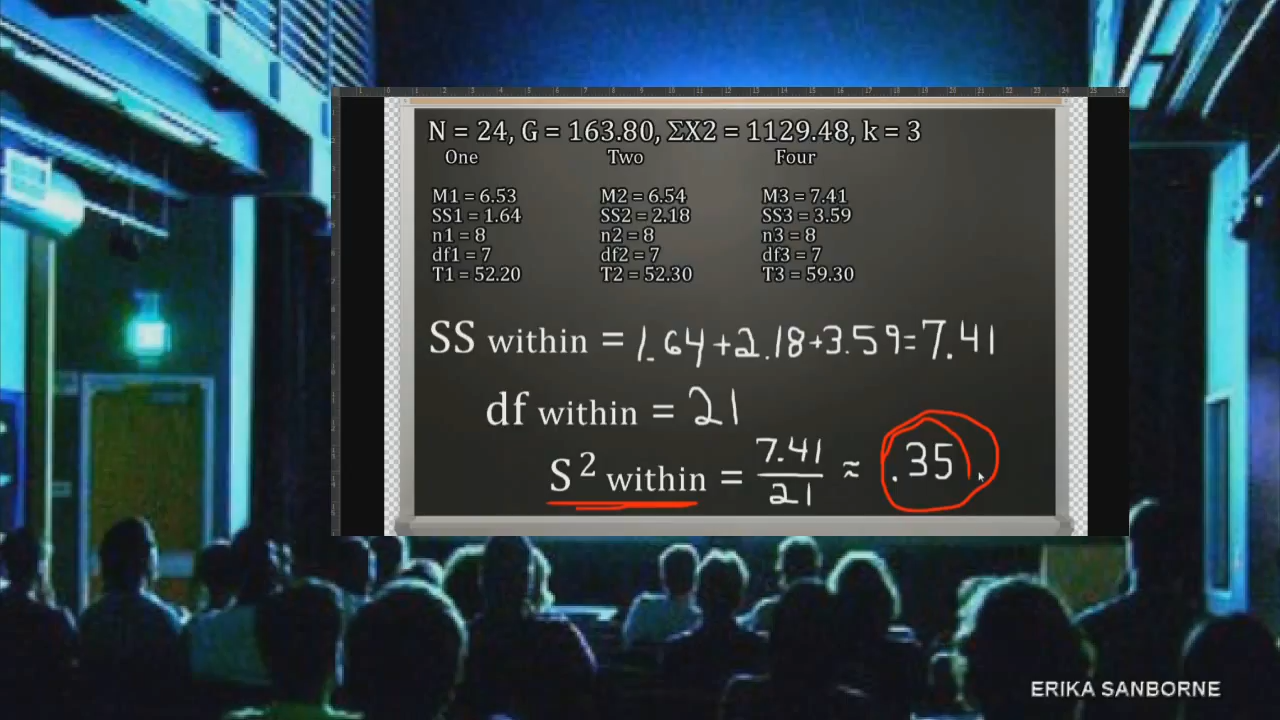 N = 24, G = 163.80, ΣX2 = 1129.48, k = 3
One Two Four
M1 = 6.53 M2 = 6.54 M3 = 7.41
SS1 = 1.64 SS2 = 2.18 SS3 = 3.59
n1 = 8 n2 = 8 n3 = 8
df1 = 7 df2 = 7 df3 = 7
T1 = 52.20 T2 = 52.30 T3 = 59.30
SS within = 1.64+2.18+3.59=7.41
df within = 21
S² within = 7.41/21 ≈ .35
ERIKA SANBORNE